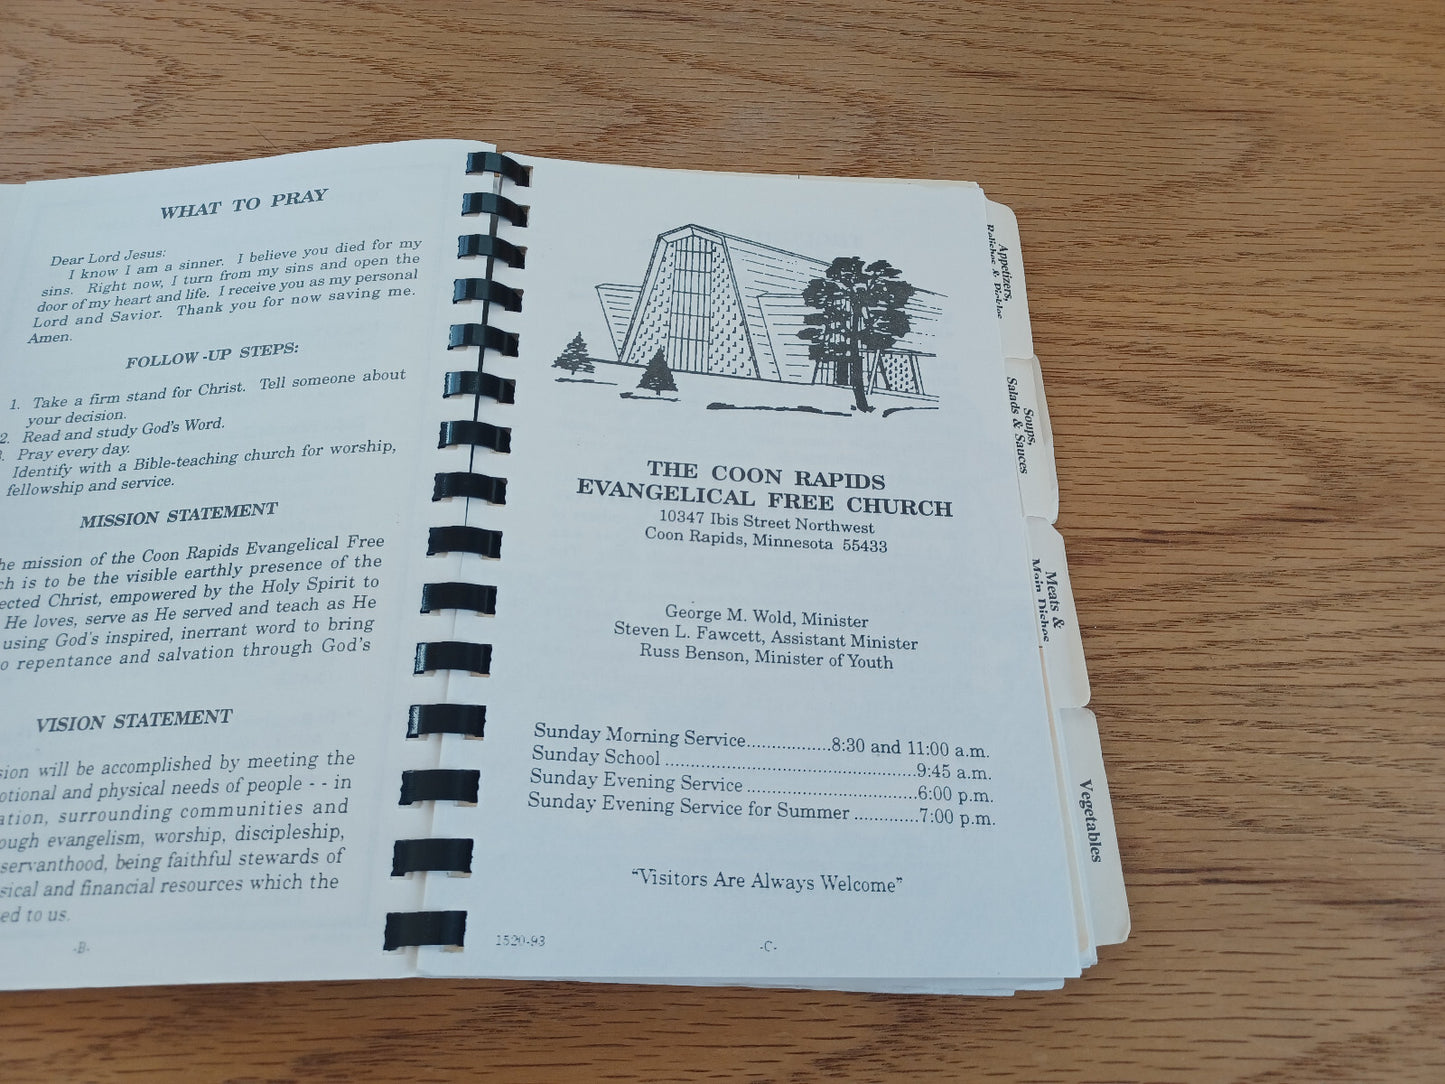 WHAT TO PRAY
Dear Lord Jesus:
I know I am a sinner. I believe you died for my
sins. Right now, I turn from my sins and open the
door of my heart and life. I receive you as my personal
Lord and Savior. Thank you for now saving me.
Amen.
FOLLOW-UP STEPS:
1. Take a firm stand for Christ. Tell someone about
your decision.
2. Read and study God's Word.
Pray every day.
Identify with a Bible-teaching church for worship,
fellowship and service.
MISSION STATEMENT
mission of the Coon Rapids Evangelical Free
is to be the visible earthly presence of the
Christ, empowered by the Holy Spirit to
He loves, serve as He served and teach as He
using God's inspired, inerrant word to bring
repentance and salvation through God's
VISION STATEMENT
will be accomplished by meeting the
and physical needs of people - - in
surrounding communities and
evangelism, worship, discipleship,
servanthood, being faithful stewards of
and financial resources which the
to us.
-B-
THE COON RAPIDS
EVANGELICAL FREE CHURCH
10347 Ibis Street Northwest
Coon Rapids, Minnesota 55433
George M. Wold, Minister
Steven L. Fawcett, Assistant Minister
Russ Benson, Minister of Youth
Sunday Morning Service................8:30 and 11:00 a.m.
Sunday School ...............................................9:45 a.m.
Sunday Evening Service ................................6:00 p.m.
Sunday Evening Service for Summer ............7:00 p.m.
"Visitors Are Always Welcome"
1520-93
-C-
Appetizers,
Relishes & Pickles
Soups,
Salads & Sauces
Meats &
Main Dishes
Vegetables